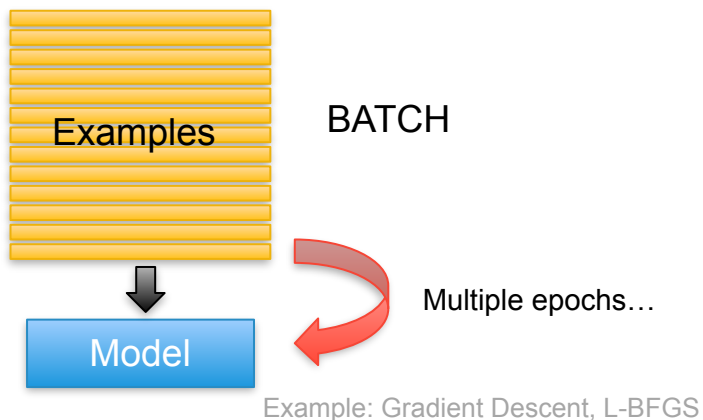 Examples
BATCH
Multiple epochs…
Model
Example: Gradient Descent, L-BFGS